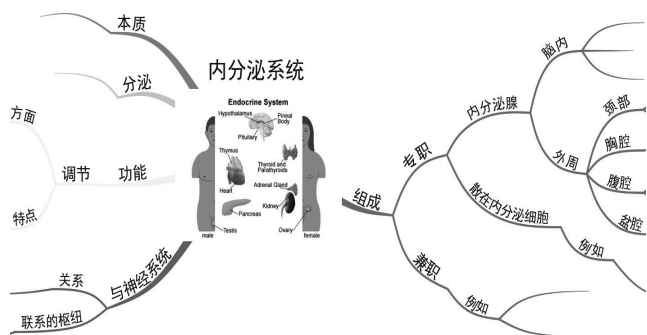 本质
分泌
方面
调节
功能
特点
与神经系统
关系
联系的枢纽
内分泌系统
Endocrine System
Hypothalamus
Pineal Body
Pituitary
Thymus
Thyroid and Parathyroids
Heart
Adrenal Gland
Kidney
Pancreas
Testis
Ovary
male
female
组成
专职
内分泌腺
脑内
外周
颈部
胸腔
腹腔
盆腔
散在内分泌细胞
例如
兼职
例如